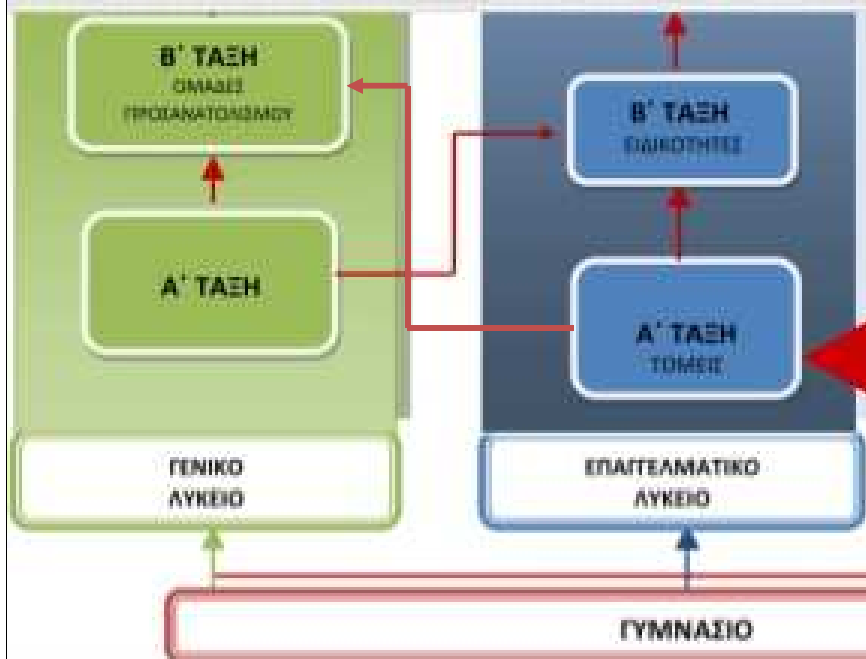 Β΄ ΤΑΞΗ
ΟΜΑΔΕΣ
ΠΡΟΣΑΝΑΤΟΛΙΣΜΟΥ
Α΄ ΤΑΞΗ
ΓΕΝΙΚΟ
ΛΥΚΕΙΟ
Β΄ ΤΑΞΗ
ΕΙΔΙΚΟΤΗΤΕΣ
Α΄ ΤΑΞΗ
ΤΟΜΕΙΣ
ΕΠΑΓΓΕΛΜΑΤΙΚΟ
ΛΥΚΕΙΟ
ΓΥΜΝΑΣΙΟ